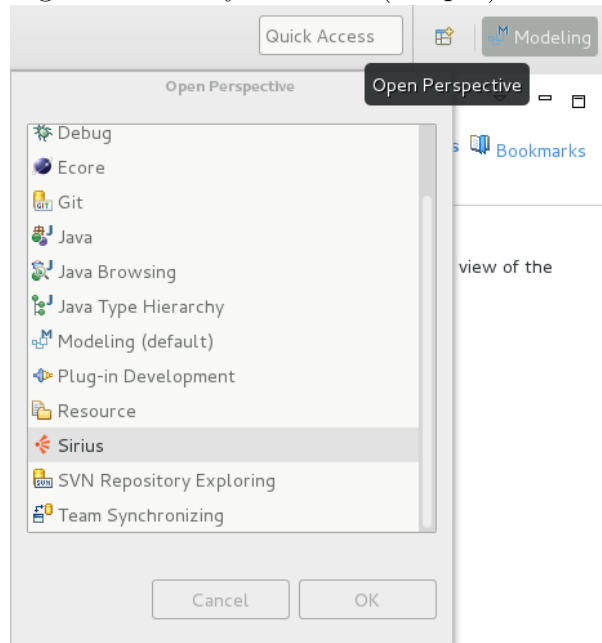 Quick Access
Modeling
Open Perspective
Open Perspective
Bookmarks
Debug
Ecore
Git
Java
Java Browsing
view of the
Java Type Hierarchy
Modeling (default)
Plug-in Development
Resource
Sirius
SVN Repository Exploring
Team Synchronizing
Cancel
OK